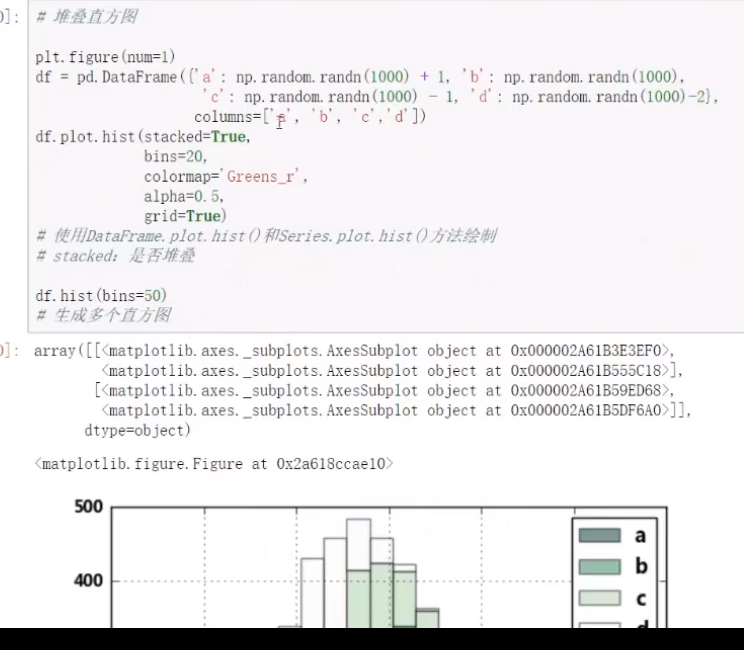 ]:
# 堆叠直方图
plt.figure(num=1)
df = pd.DataFrame({'a': np.random.randn(1000) + 1, 'b': np.random.randn(1000),
'c': np.random.randn(1000) - 1, 'd': np.random.randn(1000)-2},
columns=['a', 'b', 'c','d'])
df.plot.hist(stacked=True,
bins=20,
colormap='Greens_r',
alpha=0.5,
grid=True)
# 使用DataFrame.plot.hist()和Series.plot.hist()方法绘制
# stacked：是否堆叠
df.hist(bins=50)
# 生成多个直方图
]:
array([[<matplotlib.axes._subplots.AxesSubplot object at 0x000002A61B3E3EF0>,
<matplotlib.axes._subplots.AxesSubplot object at 0x000002A61B555C18>],
[<matplotlib.axes._subplots.AxesSubplot object at 0x000002A61B59ED68>,
<matplotlib.axes._subplots.AxesSubplot object at 0x000002A61B5DF6A0>]],
dtype=object)
<matplotlib.figure.Figure at 0x2a618ccae10>
500
a
b
400
c
d